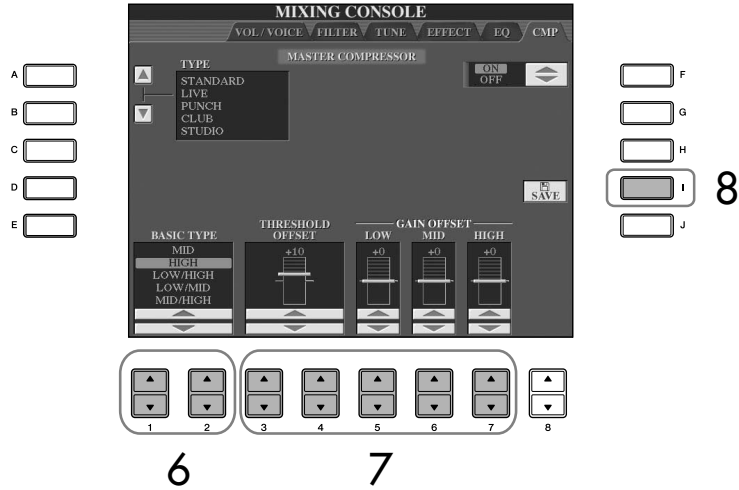 MIXING CONSOLE
VOL/VOICE FILTER TUNE EFFECT EQ CMP
MASTER COMPRESSOR
TYPE
STANDARD
LIVE
PUNCH
CLUB
STUDIO
ON
OFF
SAVE
BASIC TYPE
MID
HIGH
LOW/HIGH
LOW/MID
MID/HIGH
THRESHOLD
OFFSET
+10
GAIN OFFSET
LOW MID HIGH
+0 +0 +0
A
B
C
D
E
F
G
H
I
J
8
1 2 3 4 5 6 7 8
6 7